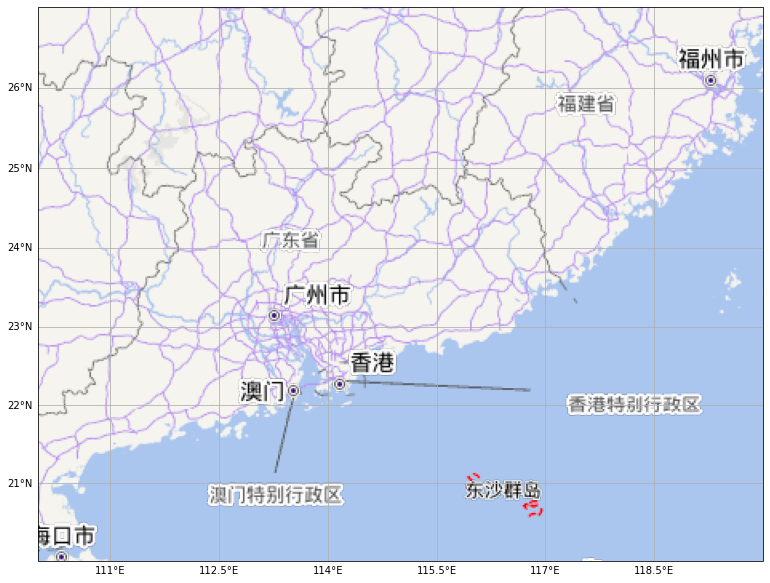 26°N
25°N
24°N
23°N
22°N
21°N
福州市
福建省
广东省
广州市
香港
澳门
香港特别行政区
澳门特别行政区
东沙群岛
海口市
111°E
112.5°E
114°E
115.5°E
117°E
118.5°E